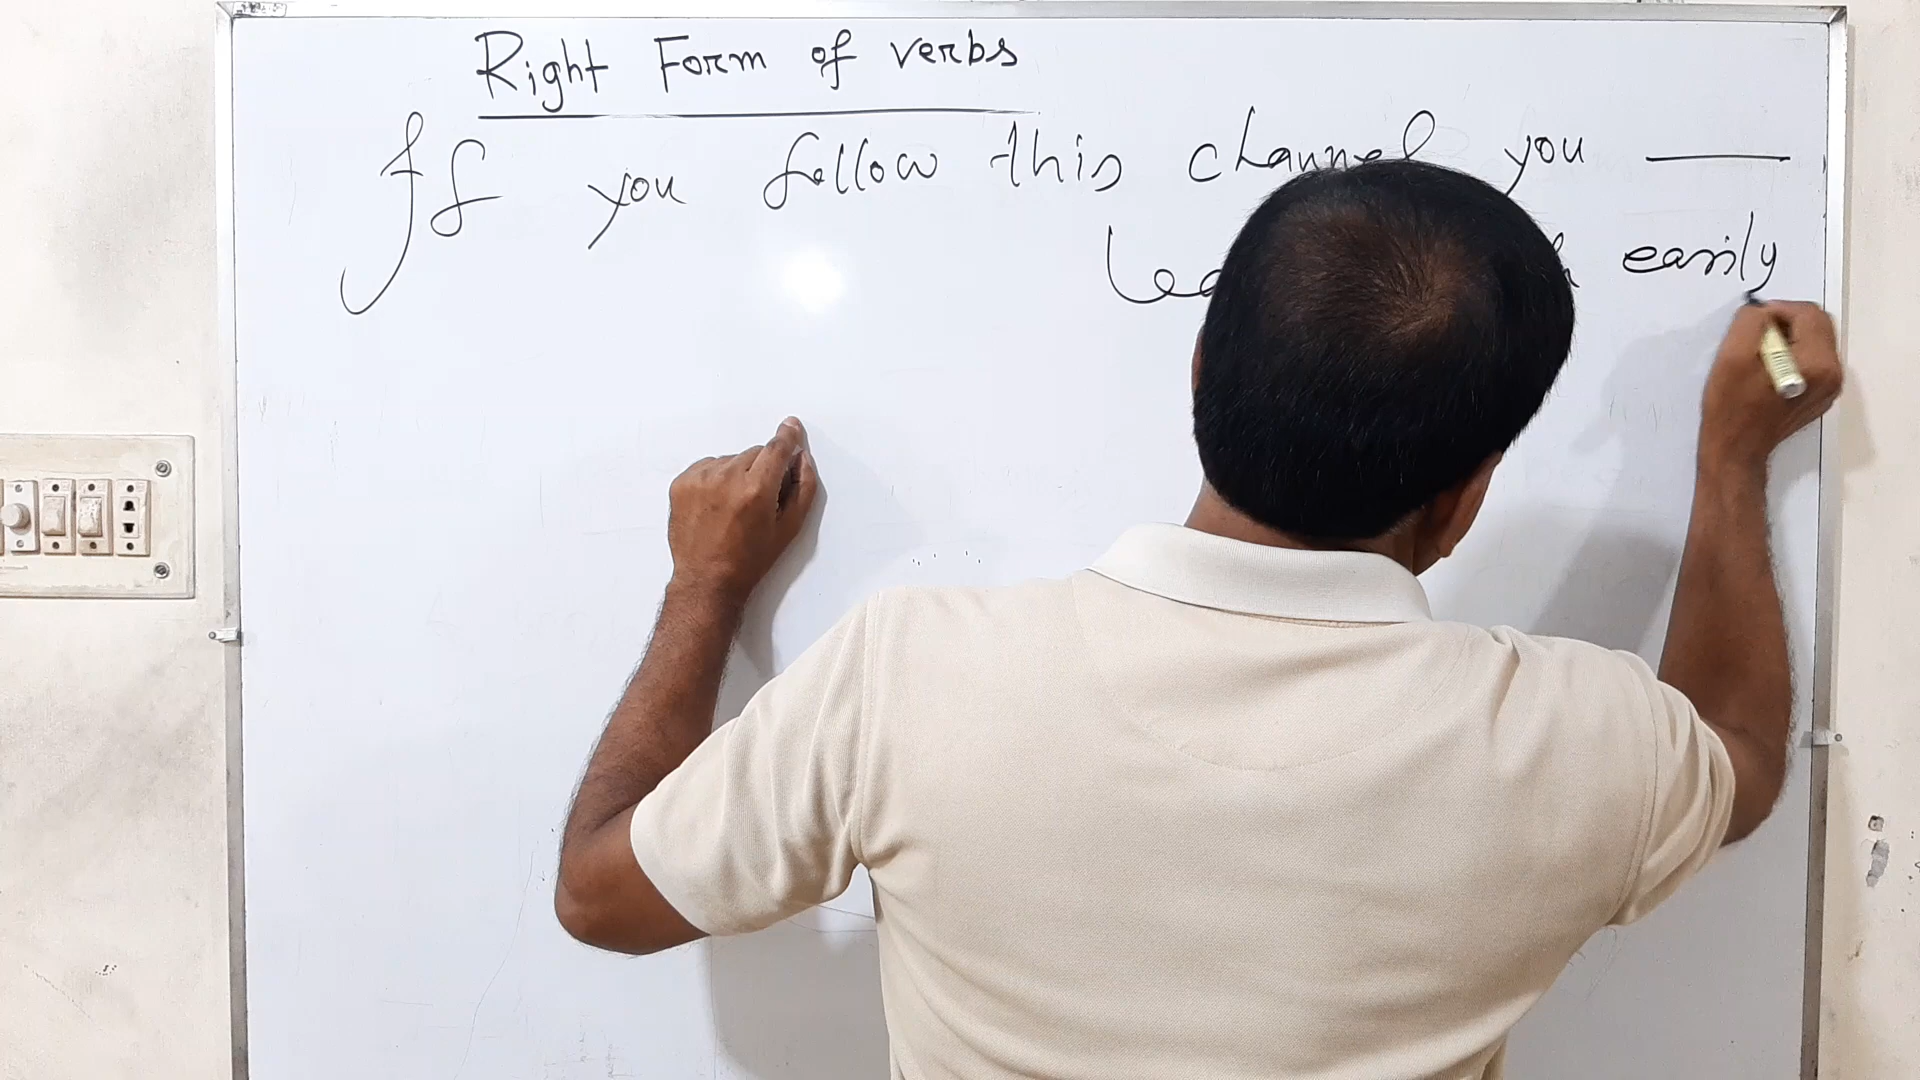 Right Form of verbs
If you follow this channel you ———
easily